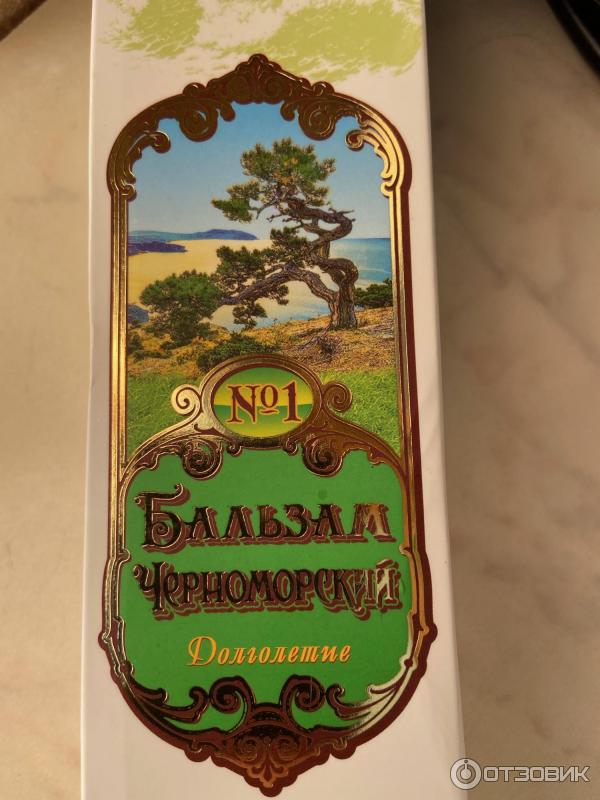 №1
Бальзам
Черноморский
Долголетие
ОТЗОВИК